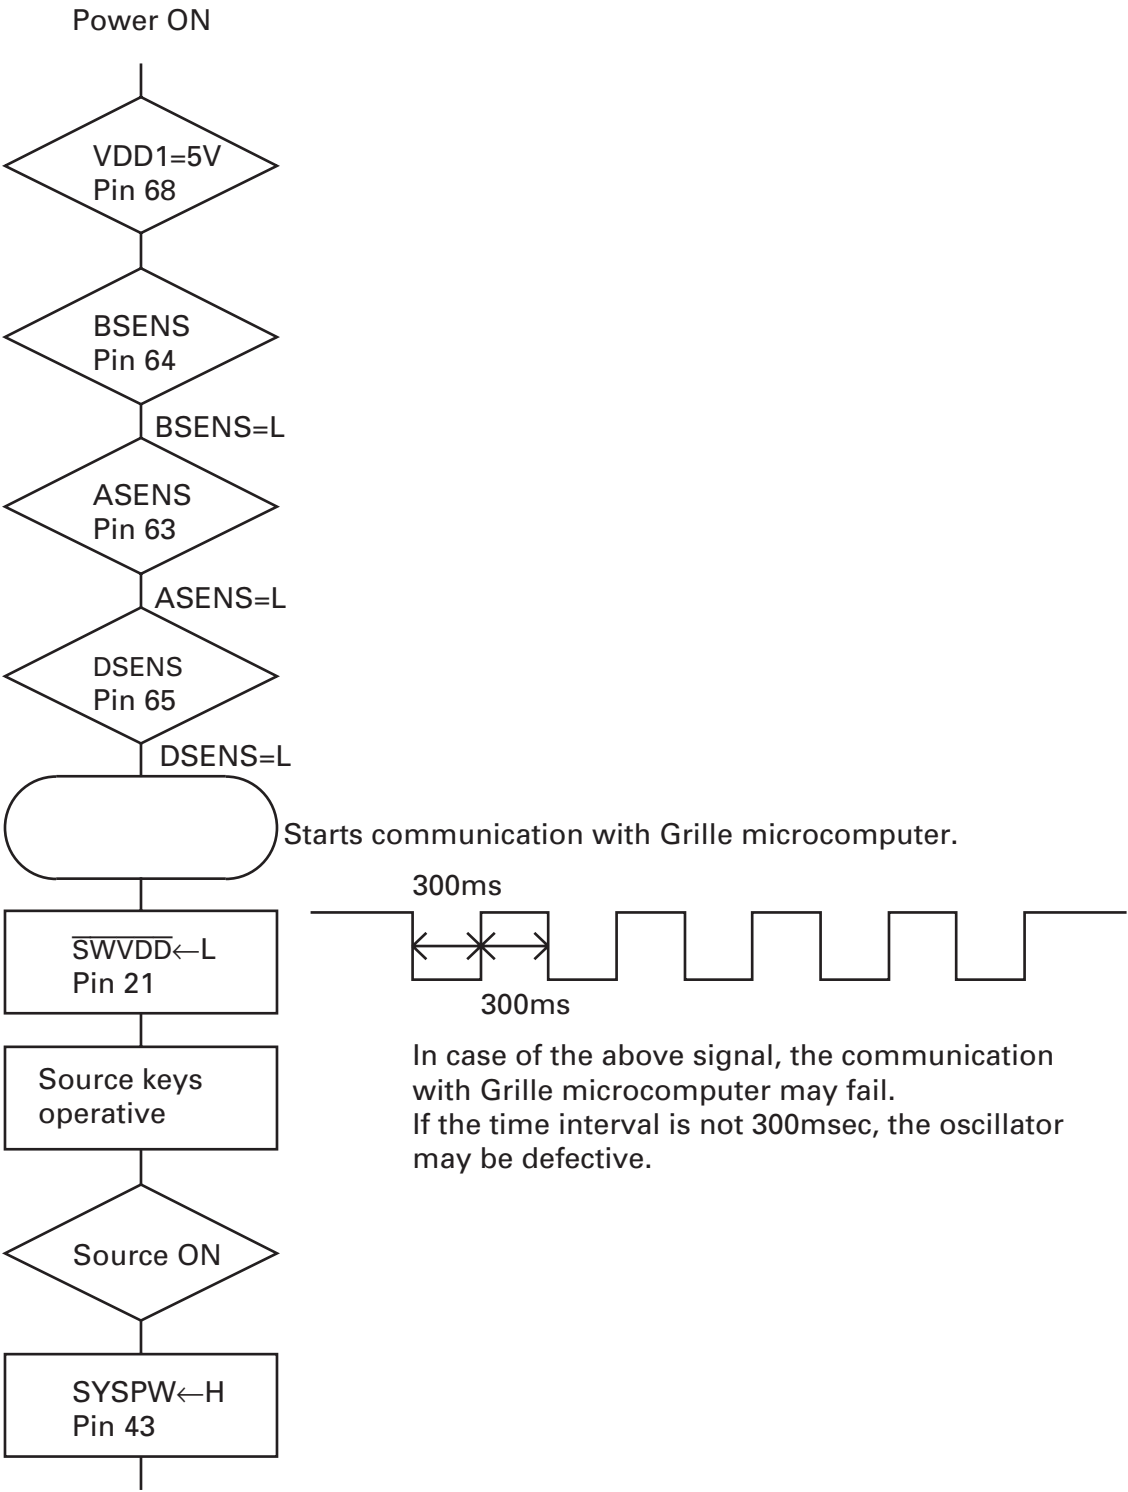 Power ON
VDD1=5V
Pin 68
BSENS
Pin 64
BSENS=L
ASENS
Pin 63
ASENS=L
DSENS
Pin 65
DSENS=L
Starts communication with Grille microcomputer.
300ms
S̅W̅V̅D̅D̅←L
Pin 21
300ms
In case of the above signal, the communication
with Grille microcomputer may fail.
If the time interval is not 300msec, the oscillator
may be defective.
Source keys
operative
Source ON
SYSPW←H
Pin 43